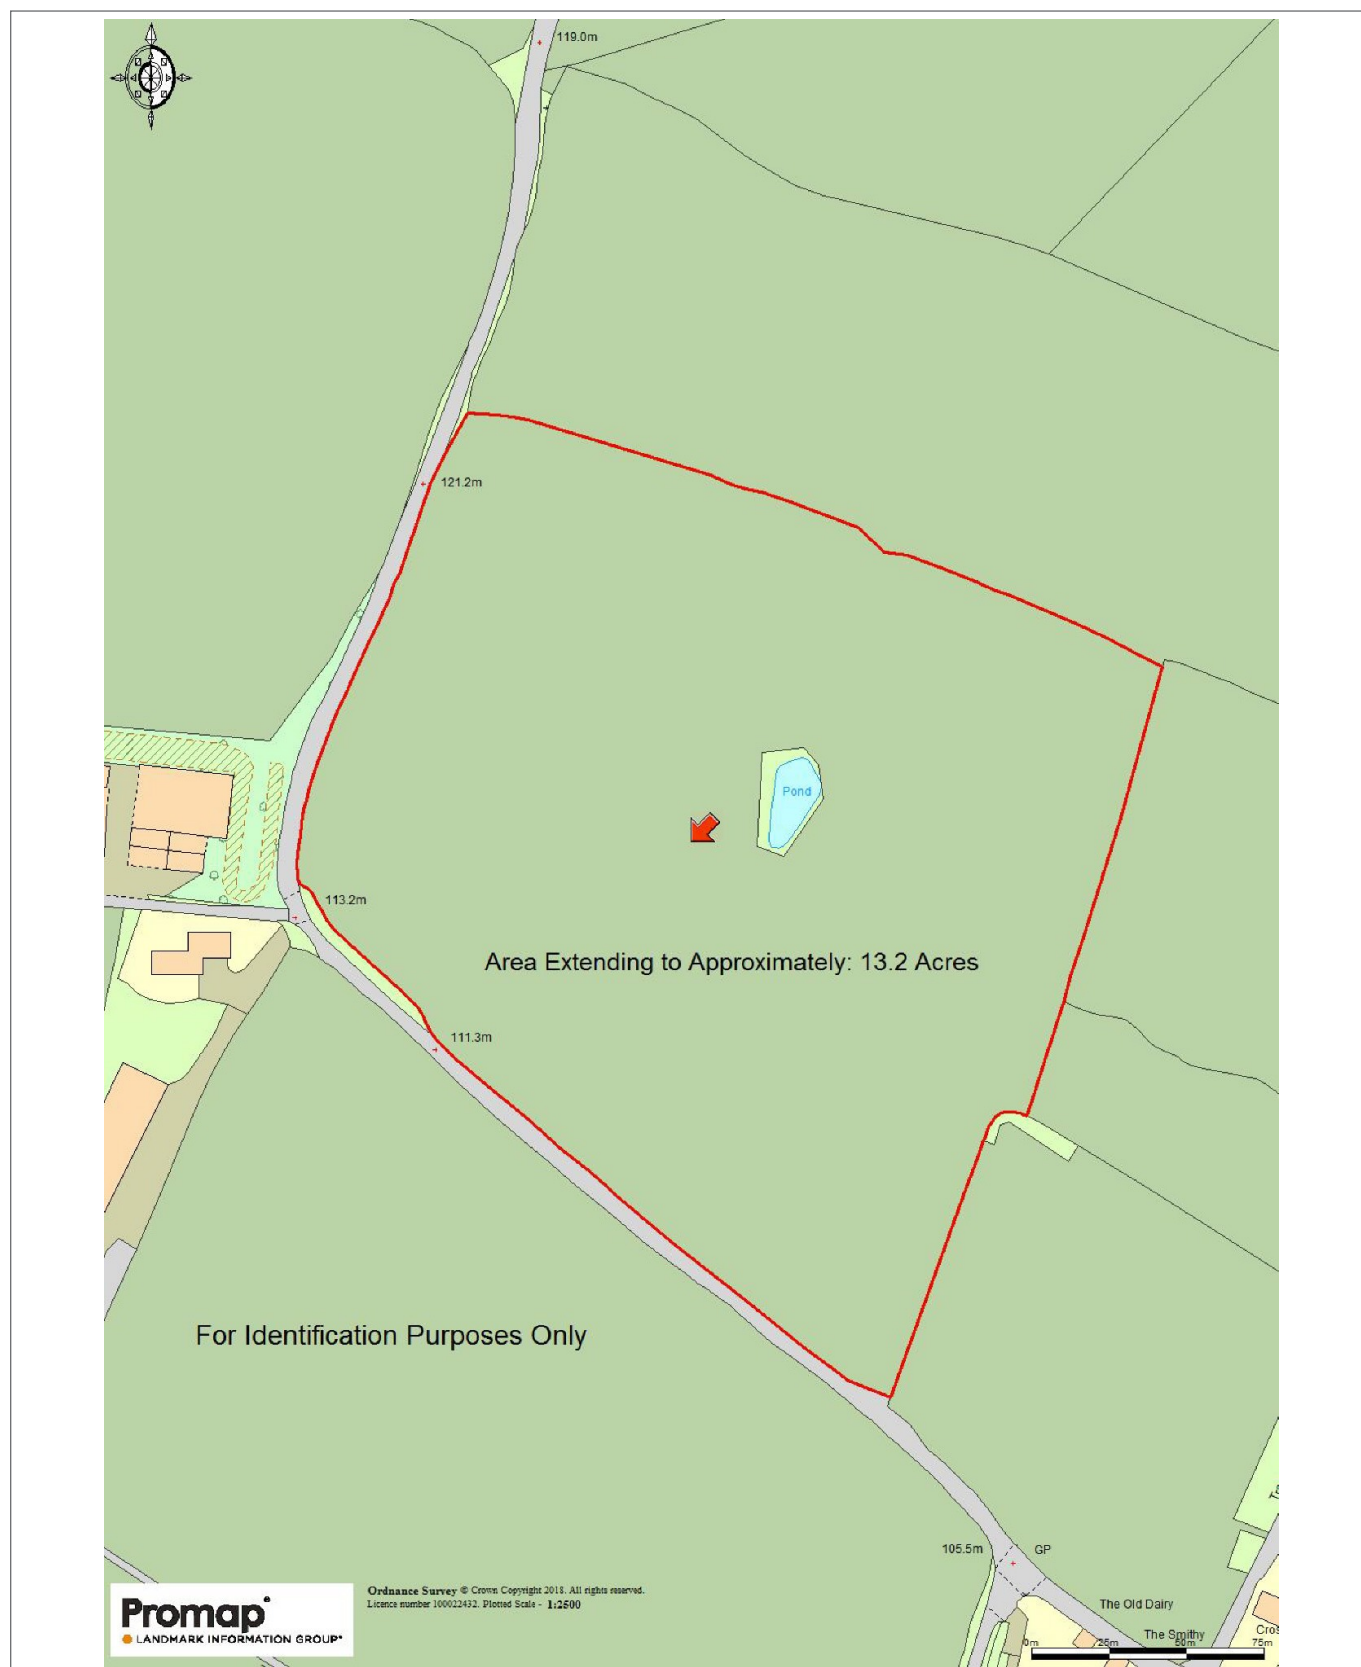 119.0m
121.2m
Pond
113.2m
Area Extending to Approximately: 13.2 Acres
111.3m
For Identification Purposes Only
105.5m
GP
Promap
LANDMARK INFORMATION GROUP
Ordnance Survey © Crown Copyright 2018. All rights reserved.
Licence number 100022432. Plotted Scale - 1:2500
The Old Dairy
The Smithy
Cros
0m 25m 50m 75m